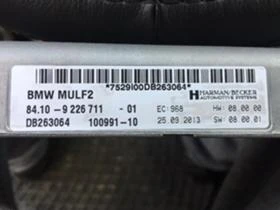 *7529I00DB263064*
HARMAN/BECKER
AUTOMOTIVE SYSTEMS
BMW MULF2
84.10-9 226 711 -01
EC: 968
HW: 08.00.00
DB263064
100991-10
25.09.2013
SW: 08.00.01